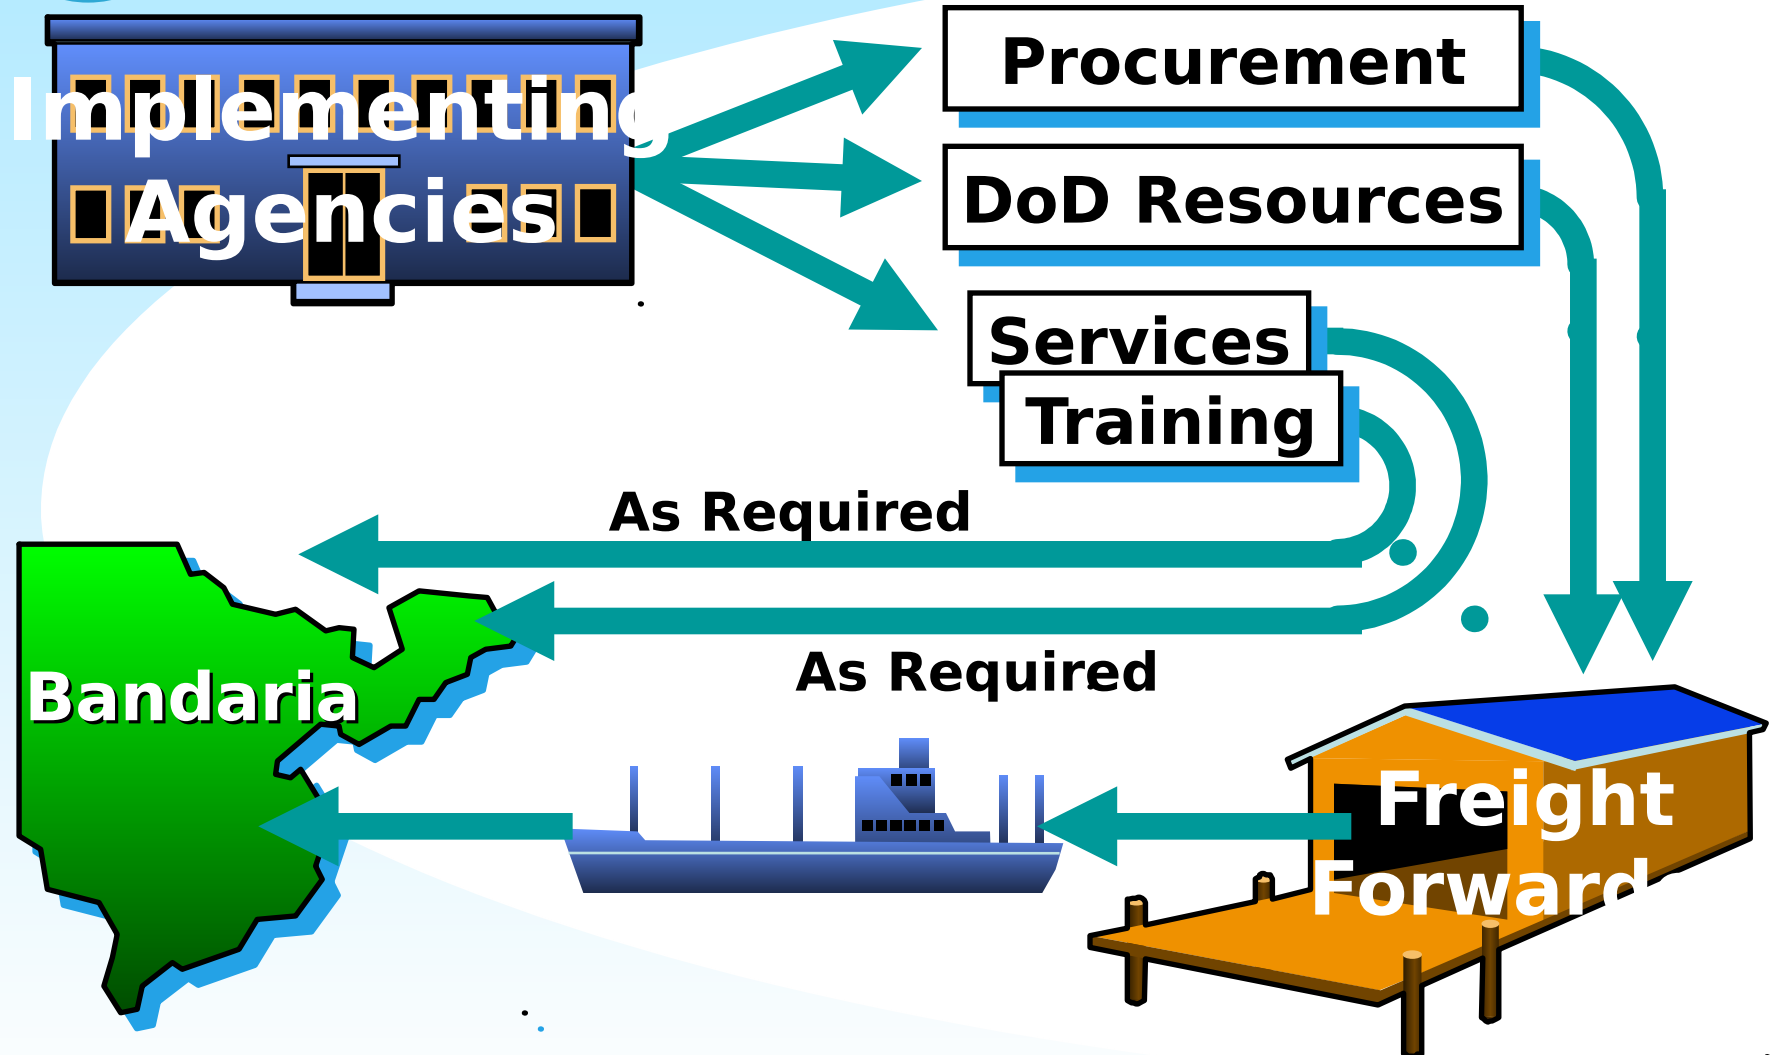 Implementing
Agencies
Procurement
DoD Resources
Services
Training
As Required
As Required
Bandaria
Freight
Forward